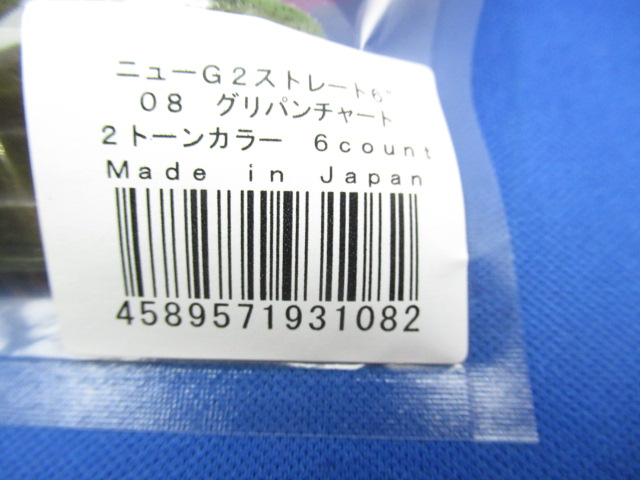 ニューG2ストレート6"
08 グリパンチャート
2トーンカラー 6count
Made in Japan
4589571931082